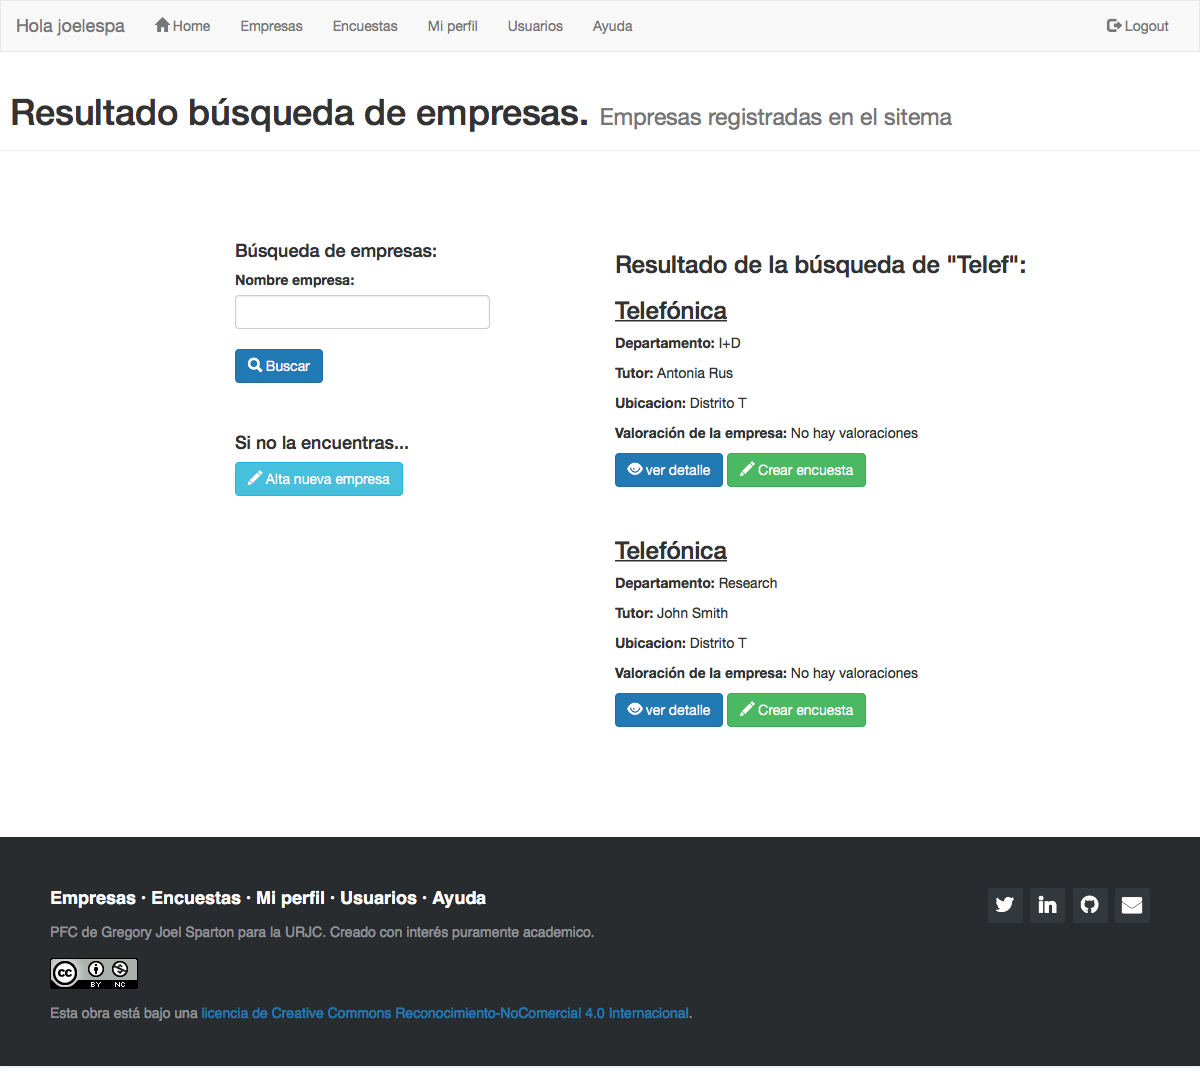 Hola joelespa Home Empresas Encuestas Mi perfil Usuarios Ayuda Logout
Resultado búsqueda de empresas. Empresas registradas en el sitema
Búsqueda de empresas:
Nombre empresa:
Buscar
Si no la encuentras...
Alta nueva empresa
Resultado de la búsqueda de "Telef":
Telefónica
Departamento: I+D
Tutor: Antonia Rus
Ubicacion: Distrito T
Valoración de la empresa: No hay valoraciones
ver detalle Crear encuesta
Telefónica
Departamento: Research
Tutor: John Smith
Ubicacion: Distrito T
Valoración de la empresa: No hay valoraciones
ver detalle Crear encuesta
Empresas · Encuestas · Mi perfil · Usuarios · Ayuda
PFC de Gregory Joel Sparton para la URJC. Creado con interés puramente academico.
cc BY NC
Esta obra está bajo una licencia de Creative Commons Reconocimiento-NoComercial 4.0 Internacional.